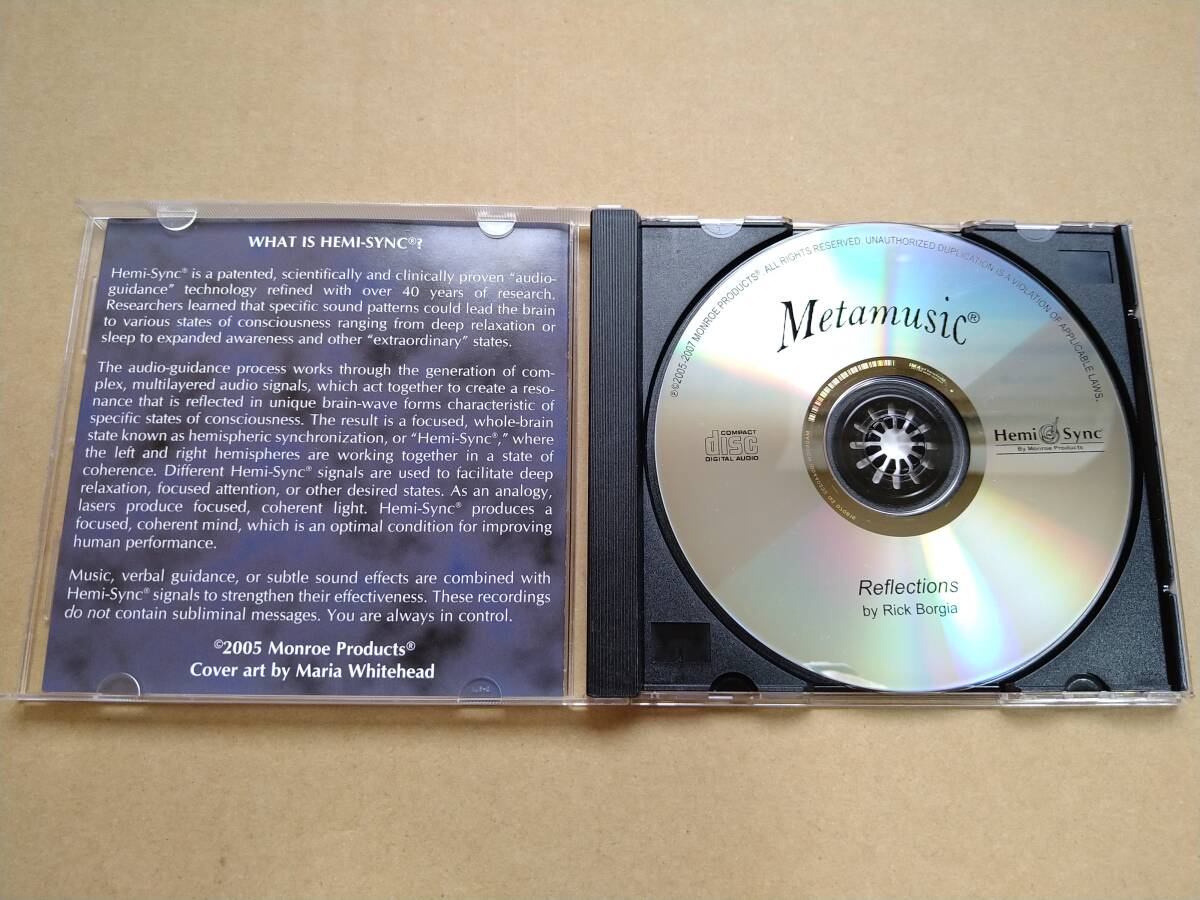 WHAT IS HEMI-SYNC®?
Hemi-Sync® is a patented, scientifically and clinically proven “audio-
guidance” technology refined with over 40 years of research.
Researchers learned that specific sound patterns could lead the brain
to various states of consciousness ranging from deep relaxation or
sleep to expanded awareness and other “extraordinary” states.
The audio-guidance process works through the generation of com-
plex, multilayered audio signals, which act together to create a reso-
nance that is reflected in unique brain-wave forms characteristic of
specific states of consciousness. The result is a focused, whole-brain
state known as hemispheric synchronization, or “Hemi-Sync®,” where
the left and right hemispheres are working together in a state of
coherence. Different Hemi-Sync® signals are used to facilitate deep
relaxation, focused attention, or other desired states. As an analogy,
lasers produce focused, coherent light. Hemi-Sync® produces a
focused, coherent mind, which is an optimal condition for improving
human performance.
Music, verbal guidance, or subtle sound effects are combined with
Hemi-Sync® signals to strengthen their effectiveness. These recordings
do not contain subliminal messages. You are always in control.
©2005 Monroe Products®
Cover art by Maria Whitehead
℗©2005-2007 MONROE PRODUCTS® ALL RIGHTS RESERVED. UNAUTHORIZED DUPLICATION IS A VIOLATION OF APPLICABLE LAWS.
Metamusic®
COMPACT
disc
DIGITAL AUDIO
Hemi Sync®
By Monroe Products
Reflections
by Rick Borgia